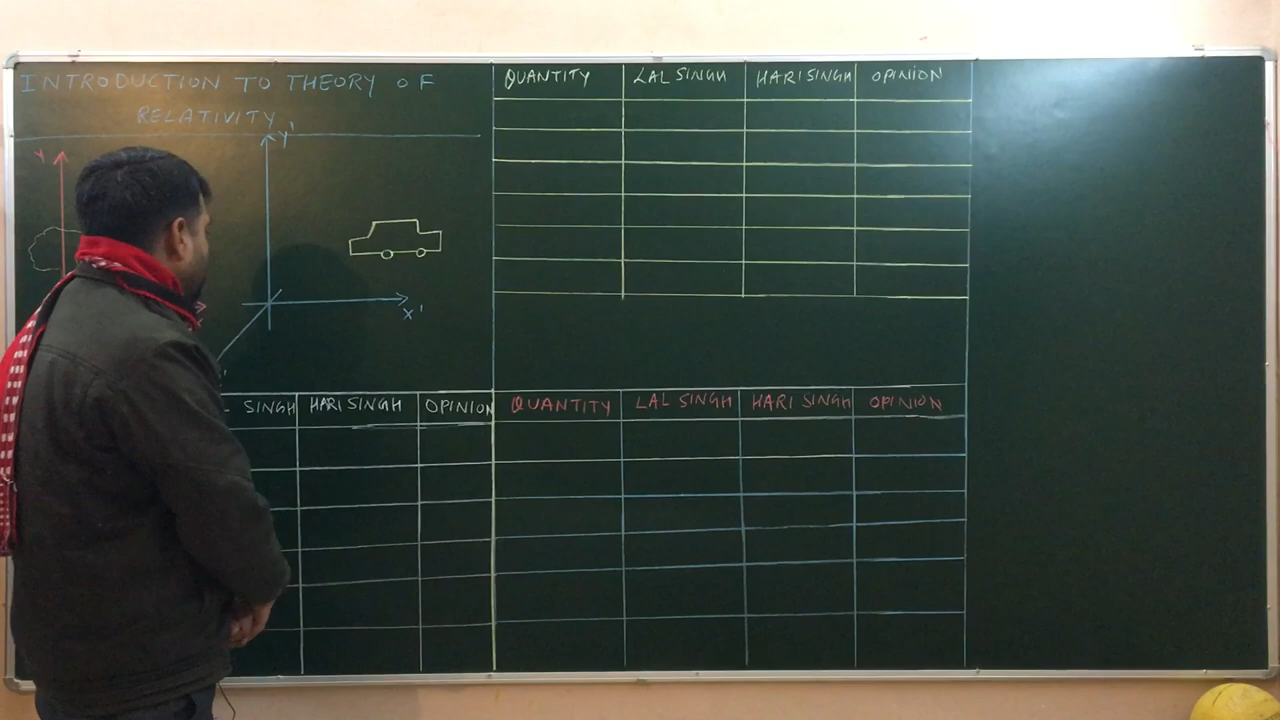 INTRODUCTION TO THEORY OF
RELATIVITY
Y
Y'
X'
QUANTITY LAL SINGH HARI SINGH OPINION
SINGH HARI SINGH OPINION
QUANTITY LAL SINGH HARI SINGH OPINION